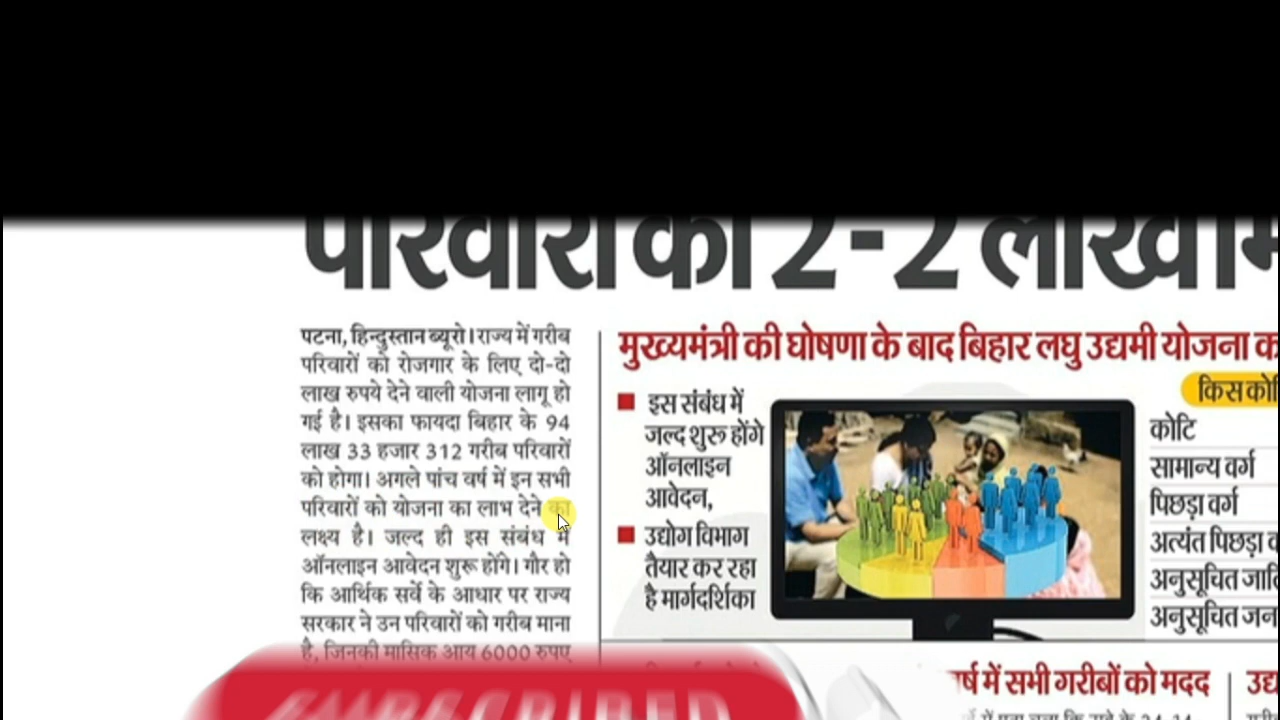 परिवारों को 2-2 लाख
पटना, हिन्दुस्तान ब्यूरो। राज्य में गरीब
परिवारों को रोजगार के लिए दो-दो
लाख रुपये देने वाली योजना लागू हो
गई है। इसका फायदा बिहार के 94
लाख 33 हजार 312 गरीब परिवारों
को होगा। अगले पांच वर्ष में इन सभी
परिवारों को योजना का लाभ देने का
लक्ष्य है। जल्द ही इस संबंध में
ऑनलाइन आवेदन शुरू होंगे। गौर हो
कि आर्थिक सर्वे के आधार पर राज्य
सरकार ने उन परिवारों को गरीब माना
है, जिनकी मासिक आय 6000 रुपए
मुख्यमंत्री की घोषणा के बाद बिहार लघु उद्यमी योजना
इस संबंध में
जल्द शुरू होंगे
ऑनलाइन
आवेदन,
उद्योग विभाग
तैयार कर रहा
है मार्गदर्शिका
किस
कोटि
सामान्य वर्ग
पिछड़ा वर्ग
अत्यंत पिछड़ा
अनुसूचित
अनुसूचित
में सभी गरीबों को मदद
SUBSCRIBED